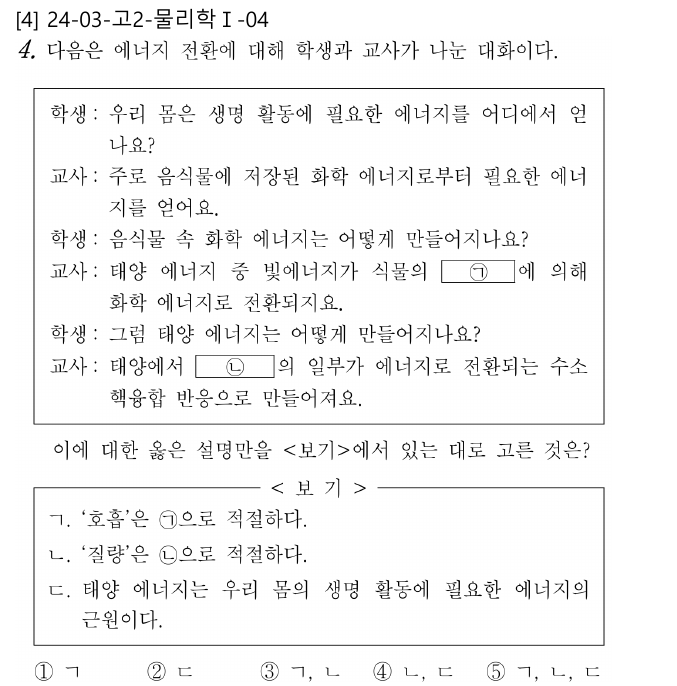 [4] 24-03-고2-물리학Ⅰ-04
4. 다음은 에너지 전환에 대해 학생과 교사가 나눈 대화이다.
학생 : 우리 몸은 생명 활동에 필요한 에너지를 어디에서 얻
나요?
교사 : 주로 음식물에 저장된 화학 에너지로부터 필요한 에너
지를 얻어요.
학생 : 음식물 속 화학 에너지는 어떻게 만들어지나요?
교사 : 태양 에너지 중 빛에너지가 식물의 ㉠에 의해
화학 에너지로 전환되지요.
학생 : 그럼 태양 에너지는 어떻게 만들어지나요?
교사 : 태양에서 ㉡의 일부가 에너지로 전환되는 수소
핵융합 반응으로 만들어져요.
이에 대한 옳은 설명만을 <보기>에서 있는 대로 고른 것은?
< 보 기 >
ㄱ. ‘호흡’은 ㉠으로 적절하다.
ㄴ. ‘질량’은 ㉡으로 적절하다.
ㄷ. 태양 에너지는 우리 몸의 생명 활동에 필요한 에너지의
근원이다.
① ㄱ ② ㄷ ③ ㄱ, ㄴ ④ ㄴ, ㄷ ⑤ ㄱ, ㄴ, ㄷ